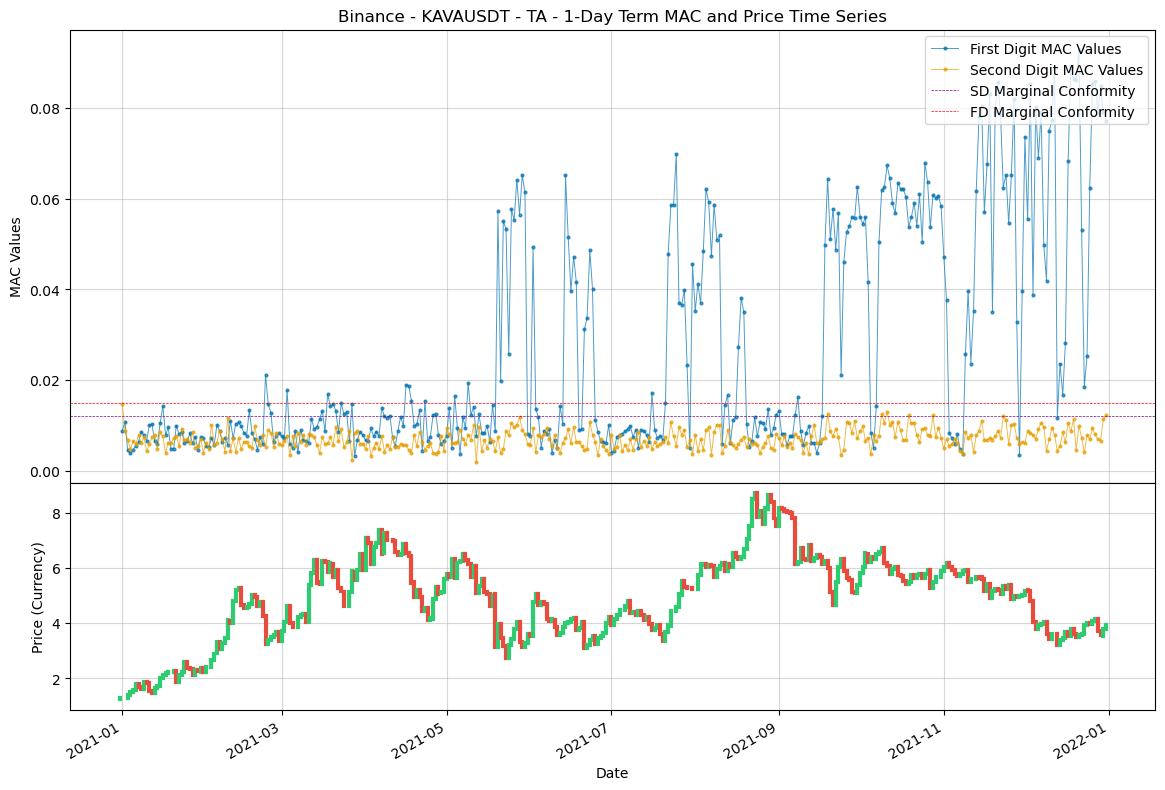 Binance - KAVAUSDT - TA - 1-Day Term MAC and Price Time Series
First Digit MAC Values
Second Digit MAC Values
SD Marginal Conformity
FD Marginal Conformity
MAC Values
0.08
0.06
0.04
0.02
0.00
Price (Currency)
8
6
4
2
2021-01
2021-03
2021-05
2021-07
2021-09
2021-11
2022-01
Date